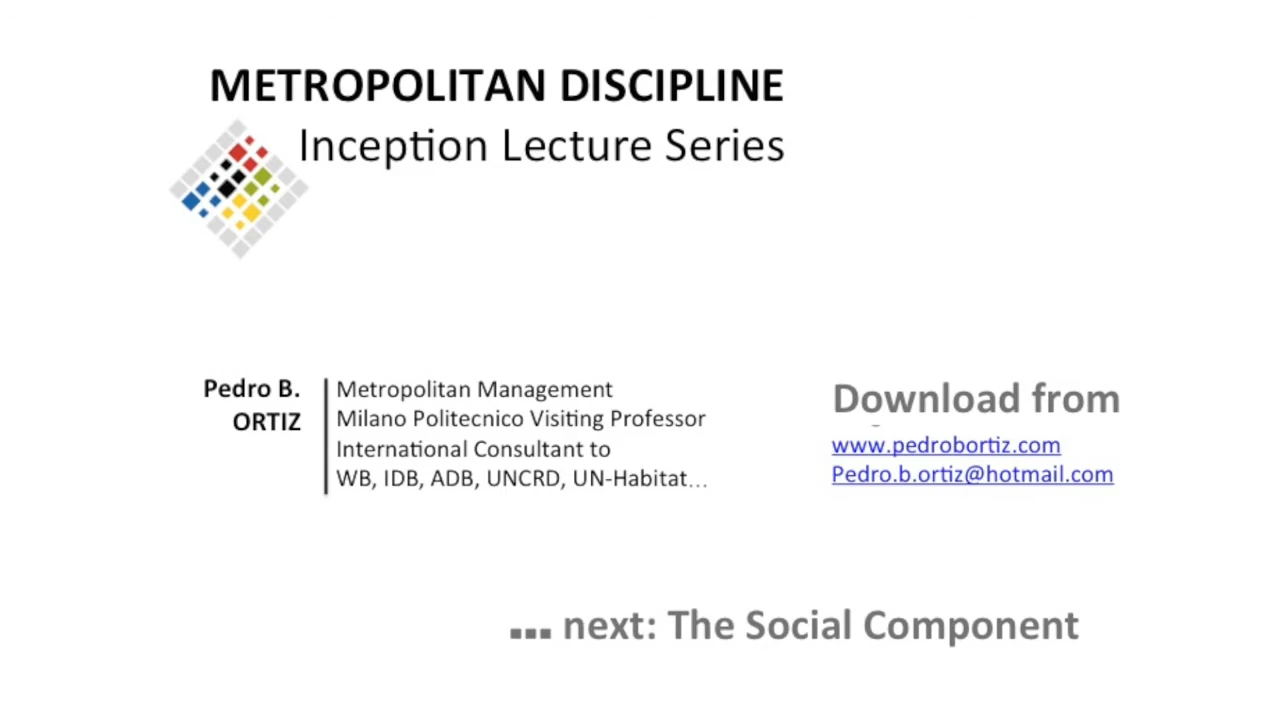 METROPOLITAN DISCIPLINE
Inception Lecture Series
Pedro B.
ORTIZ
Metropolitan Management
Milano Politecnico Visiting Professor
International Consultant to
WB, IDB, ADB, UNCRD, UN-Habitat...
Download from
www.pedrobortiz.com
Pedro.b.ortiz@hotmail.com
... next: The Social Component